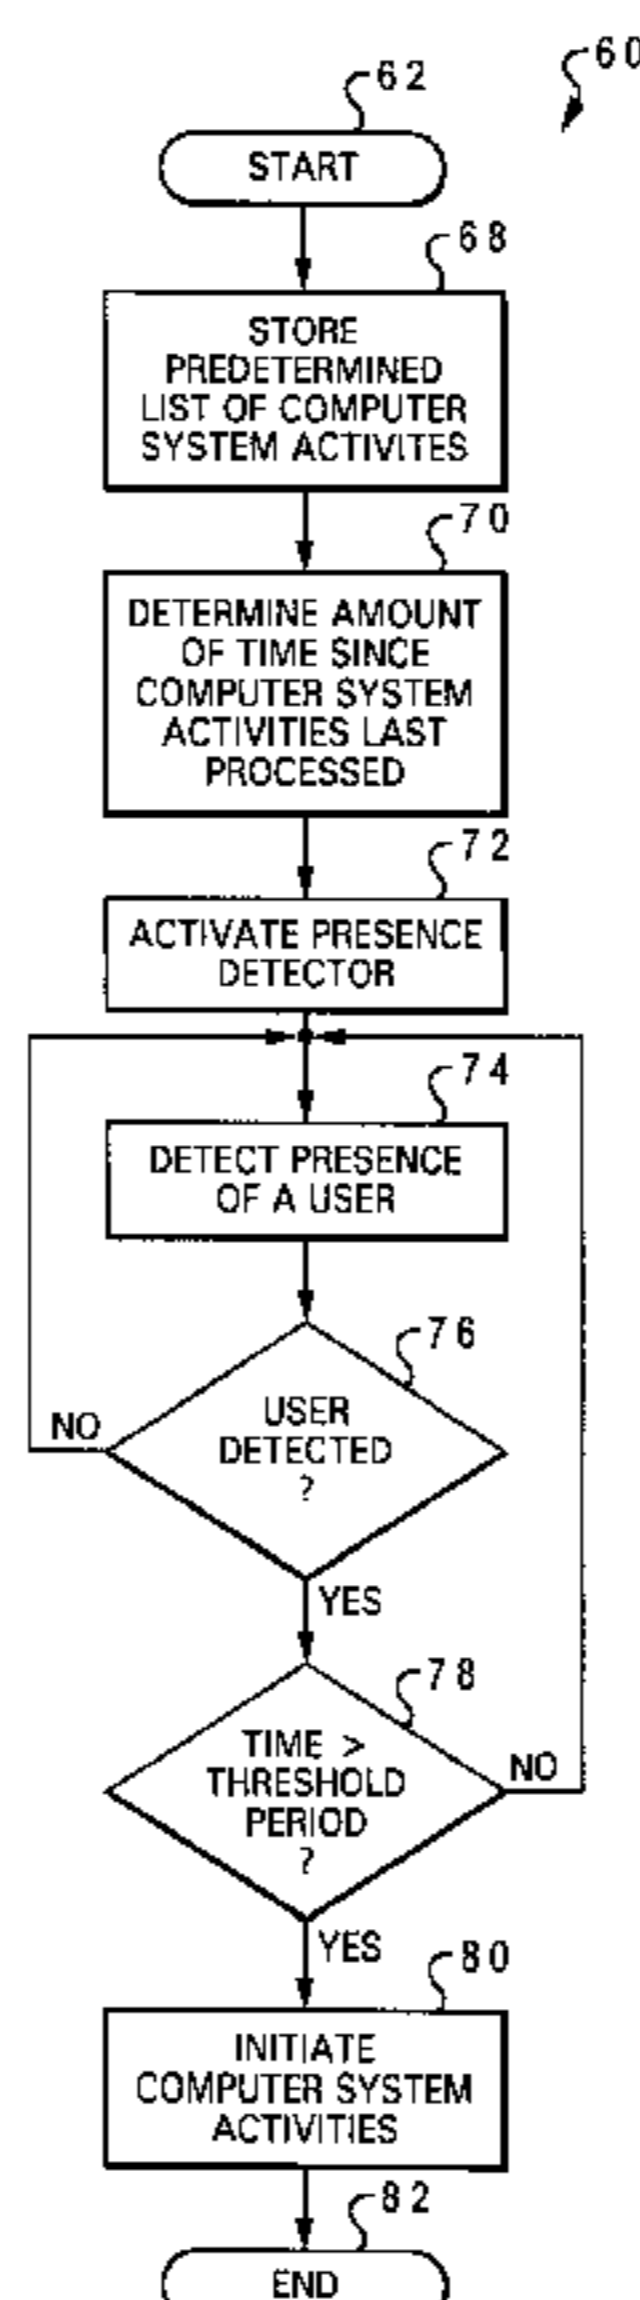 60
62
START
68
STORE
PREDETERMINED
LIST OF COMPUTER
SYSTEM ACTIVITES
70
DETERMINE AMOUNT
OF TIME SINCE
COMPUTER SYSTEM
ACTIVITIES LAST
PROCESSED
72
ACTIVATE PRESENCE
DETECTOR
74
DETECT PRESENCE
OF A USER
76
USER
DETECTED
?
NO
YES
78
TIME >
THRESHOLD
PERIOD
?
NO
YES
80
INITIATE
COMPUTER SYSTEM
ACTIVITIES
82
END